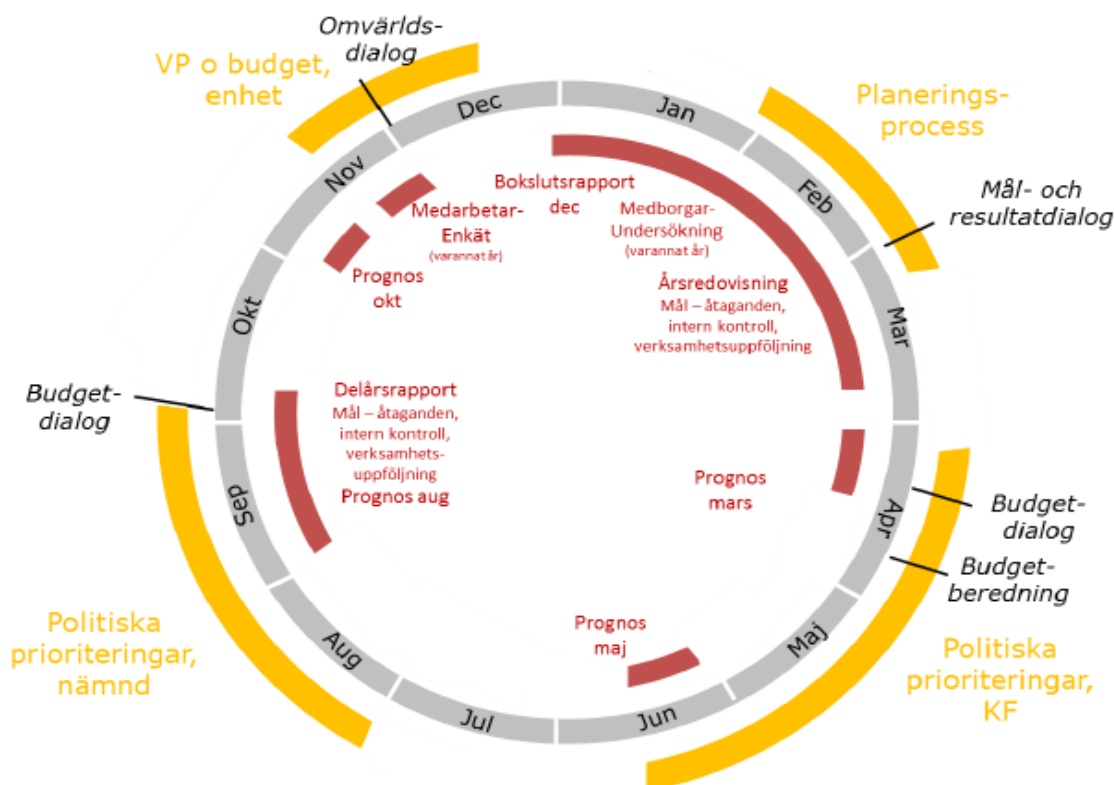 Omvärlds-
dialog
VP o budget,
enhet
Planerings-
process
Mål- och
resultatdialog
Budget-
dialog
Budget-
beredning
Politiska
prioriteringar,
KF
Politiska
prioriteringar,
nämnd
Budget-
dialog
Jan
Feb
Mar
Apr
Maj
Jun
Jul
Aug
Sep
Okt
Nov
Dec
Bokslutsrapport
dec
Medborgar-
Undersökning
(varannat år)
Årsredovisning
Mål – åtaganden,
intern kontroll,
verksamhetsuppföljning
Prognos
mars
Prognos
maj
Delårsrapport
Mål – åtaganden,
intern kontroll,
verksamhets-
uppföljning
Prognos aug
Prognos
okt
Medarbetar-
Enkät
(varannat år)